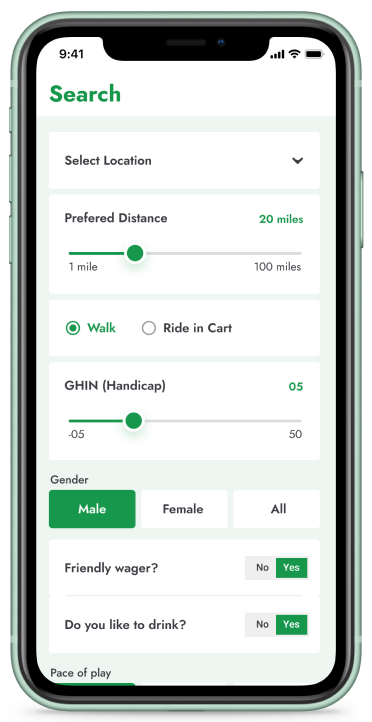 9:41
Search
Select Location
Prefered Distance 20 miles
1 mile 100 miles
Walk Ride in Cart
GHIN (Handicap) 05
-05 50
Gender
Male Female All
Friendly wager? No Yes
Do you like to drink? No Yes
Pace of play